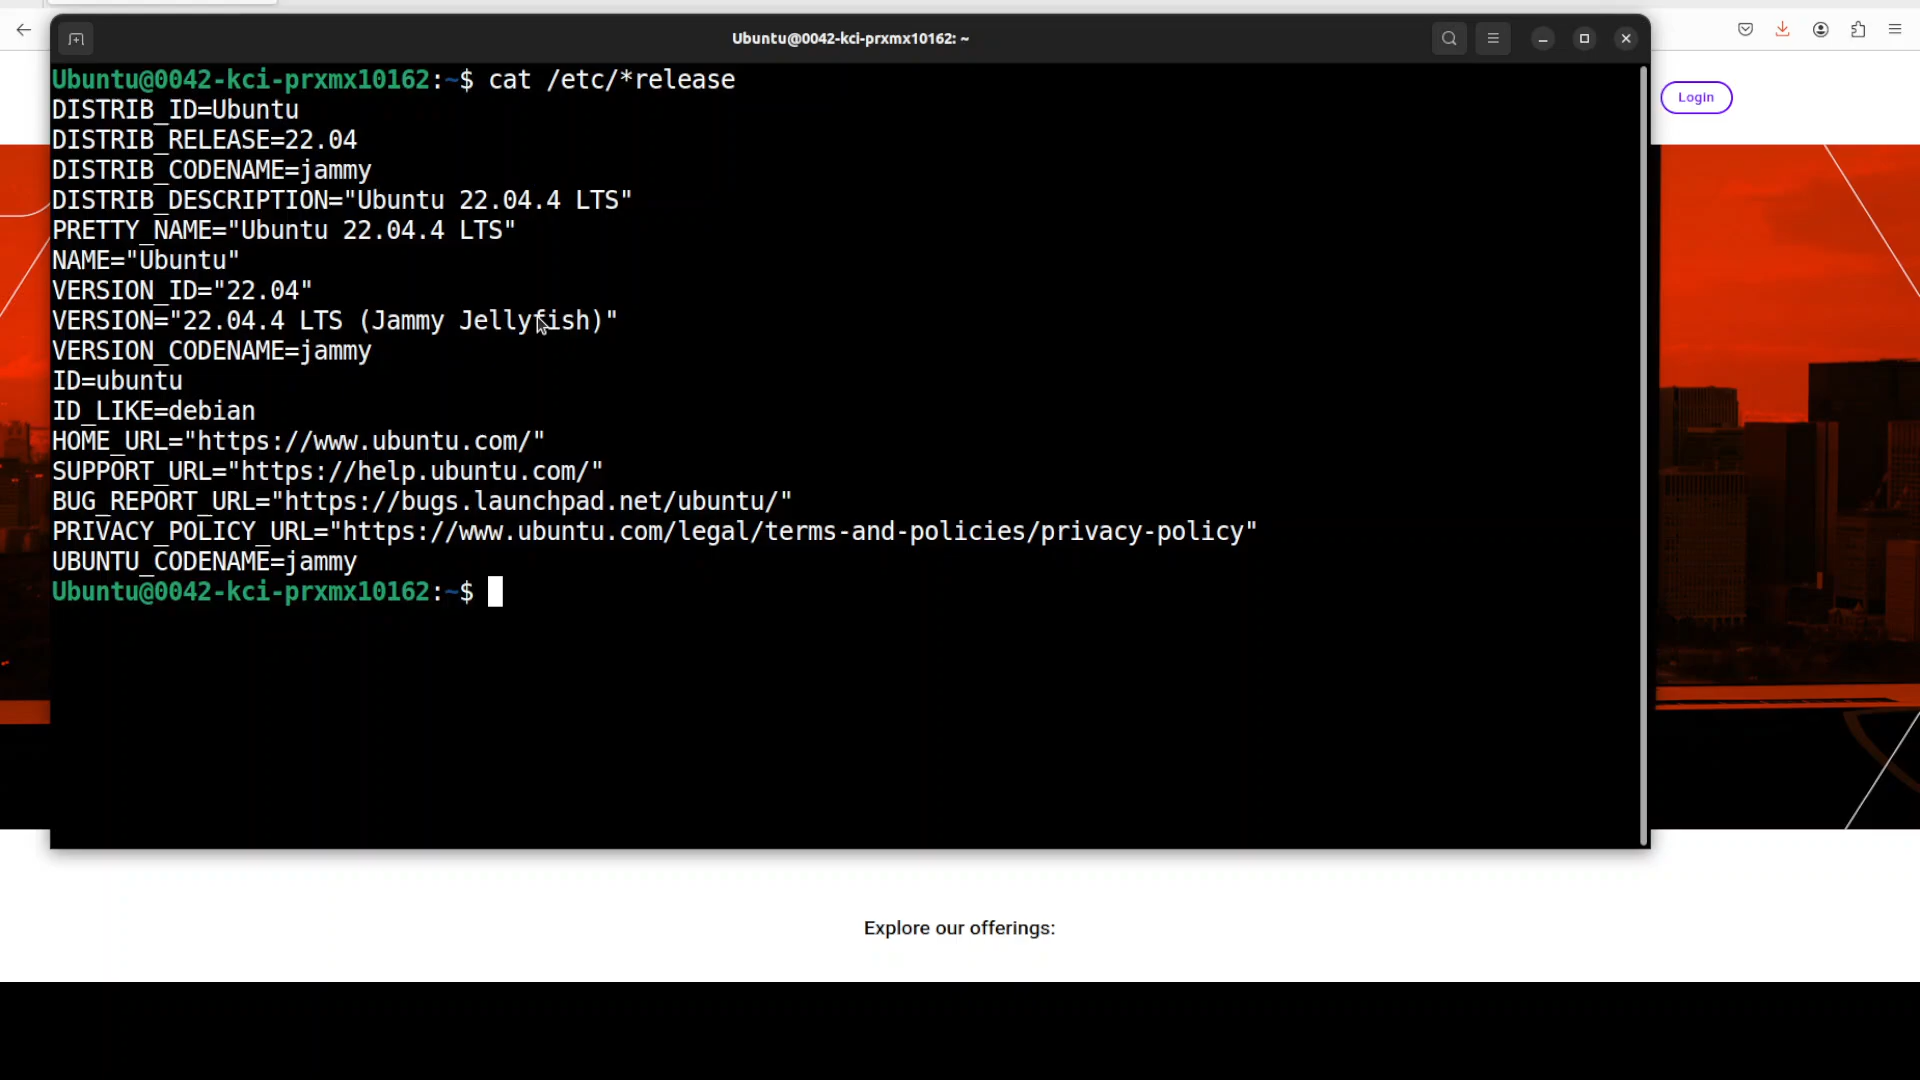 Ubuntu@0042-kci-prxmx10162: ~
Login
Ubuntu@0042-kci-prxmx10162:~$ cat /etc/*release
DISTRIB_ID=Ubuntu
DISTRIB_RELEASE=22.04
DISTRIB_CODENAME=jammy
DISTRIB_DESCRIPTION="Ubuntu 22.04.4 LTS"
PRETTY_NAME="Ubuntu 22.04.4 LTS"
NAME="Ubuntu"
VERSION_ID="22.04"
VERSION="22.04.4 LTS (Jammy Jellyfish)"
VERSION_CODENAME=jammy
ID=ubuntu
ID_LIKE=debian
HOME_URL="https://www.ubuntu.com/"
SUPPORT_URL="https://help.ubuntu.com/"
BUG_REPORT_URL="https://bugs.launchpad.net/ubuntu/"
PRIVACY_POLICY_URL="https://www.ubuntu.com/legal/terms-and-policies/privacy-policy"
UBUNTU_CODENAME=jammy
Ubuntu@0042-kci-prxmx10162:~$
Explore our offerings: